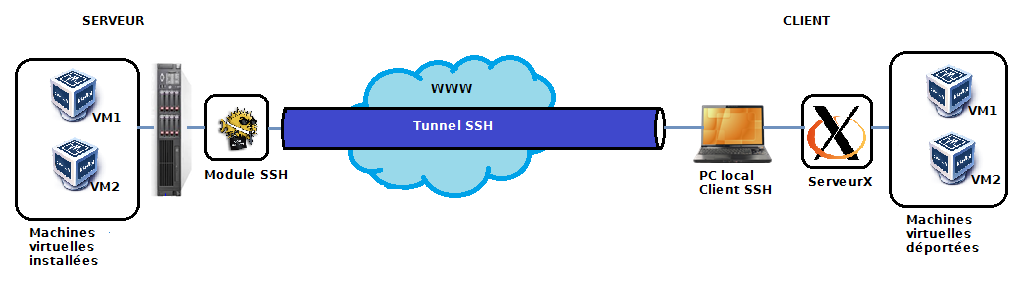 SERVEUR
CLIENT
VM1
VM2
Machines
virtuelles
installées
Module SSH
WWW
Tunnel SSH
PC local
Client SSH
ServeurX
VM1
VM2
Machines
virtuelles
déportées